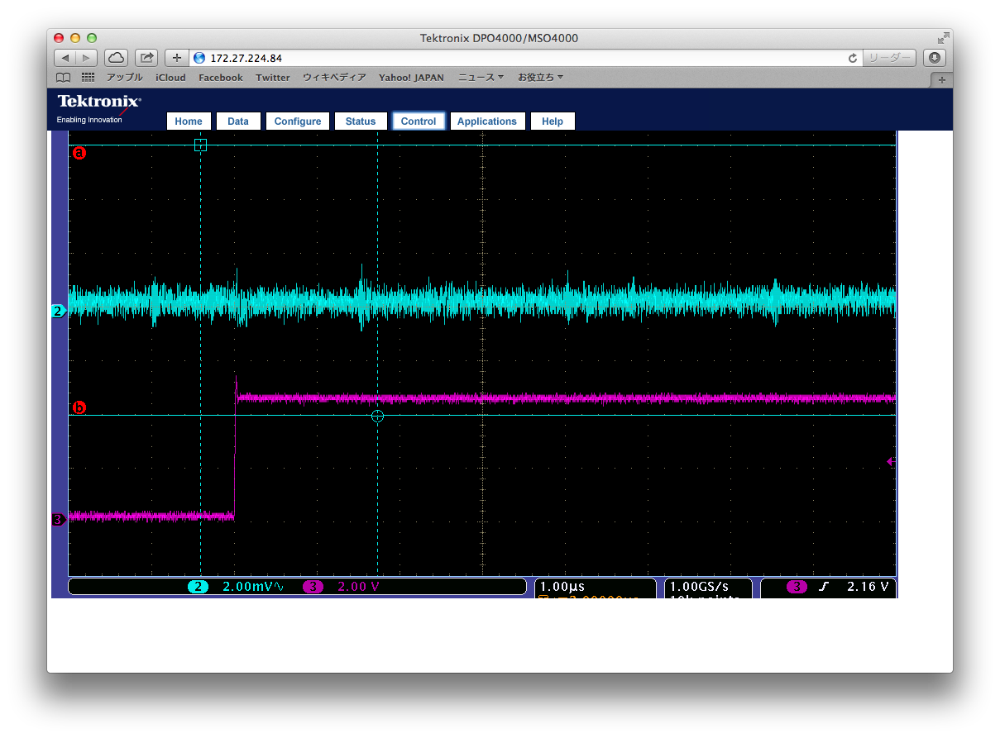 Tektronix DPO4000/MSO4000
172.27.224.84
リーダー
アップル iCloud Facebook Twitter ウィキペディア Yahoo! JAPAN ニュース▼ お役立ち▼
Tektronix
Enabling Innovation
Home Data Configure Status Control Applications Help
a
2
b
3
2 2.00mV 3 2.00 V 1.00µs 1.00GS/s 3 2.16 V